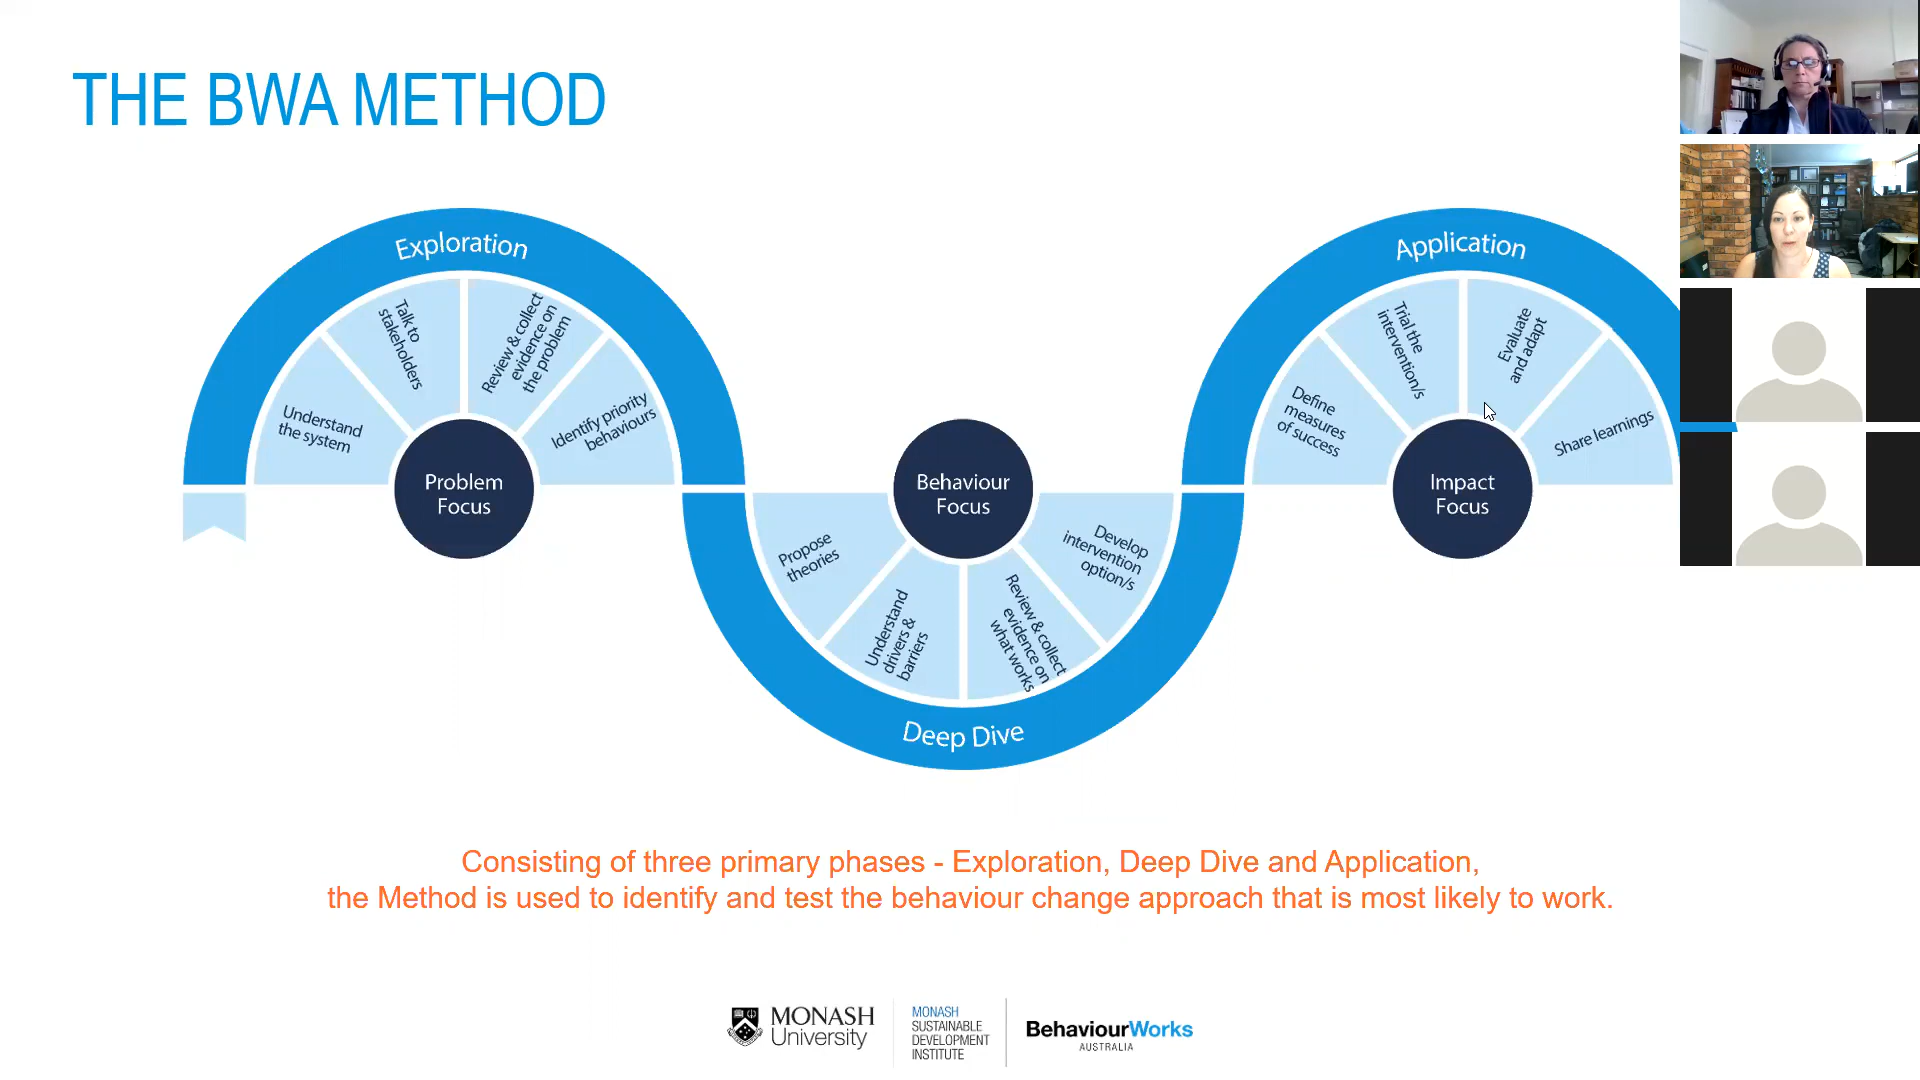 THE BWA METHOD
Exploration
Understand
the system
Talk to
stakeholders
Review & collect
evidence on
the problem
Identify priority
behaviours
Problem
Focus
Propose
theories
Understand
drivers &
barriers
Review & collect
evidence on
what works
Develop
intervention
option/s
Behaviour
Focus
Deep Dive
Application
Define
measures
of success
Trial the
intervention/s
Evaluate
and adapt
Share learnings
Impact
Focus
Consisting of three primary phases - Exploration, Deep Dive and Application,
the Method is used to identify and test the behaviour change approach that is most likely to work.
MONASH
University
MONASH
SUSTAINABLE
DEVELOPMENT
INSTITUTE
BehaviourWorks
AUSTRALIA